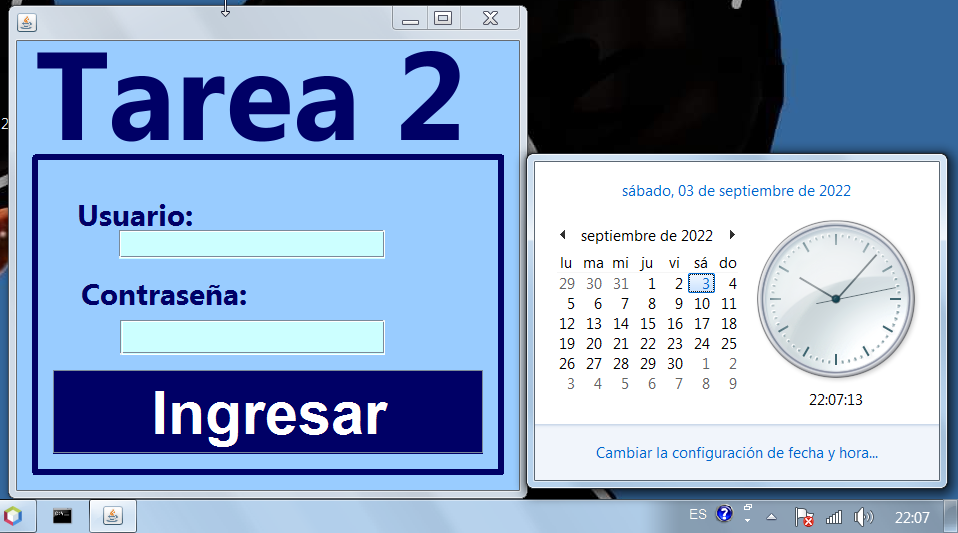 2
Tarea 2
Usuario:
Contraseña:
Ingresar
sábado, 03 de septiembre de 2022
septiembre de 2022
lu ma mi ju vi sá do
29 30 31 1 2 3 4
5 6 7 8 9 10 11
12 13 14 15 16 17 18
19 20 21 22 23 24 25
26 27 28 29 30 1 2
3 4 5 6 7 8 9
22:07:13
Cambiar la configuración de fecha y hora...
ES ? 22:07